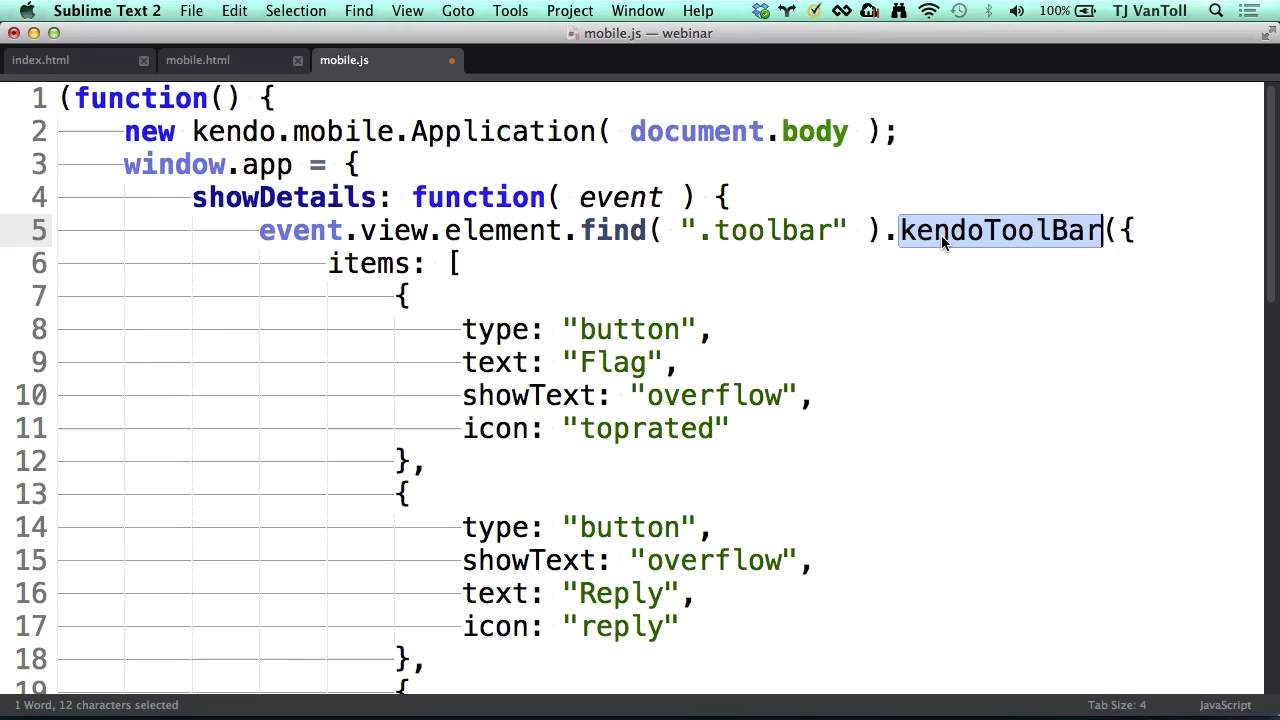 Sublime Text 2 File Edit Selection Find View Goto Tools Project Window Help 100% TJ VanToll
mobile.js — webinar
index.html mobile.html mobile.js
1 (function() {
2 new kendo.mobile.Application( document.body );
3 window.app = {
4 showDetails: function( event ) {
5 event.view.element.find( ".toolbar" ).kendoToolBar({
6 items: [
7 {
8 type: "button",
9 text: "Flag",
10 showText: "overflow",
11 icon: "toprated"
12 },
13 {
14 type: "button",
15 showText: "overflow",
16 text: "Reply",
17 icon: "reply"
18 },
19 {
1 Word, 12 characters selected Tab Size: 4 JavaScript